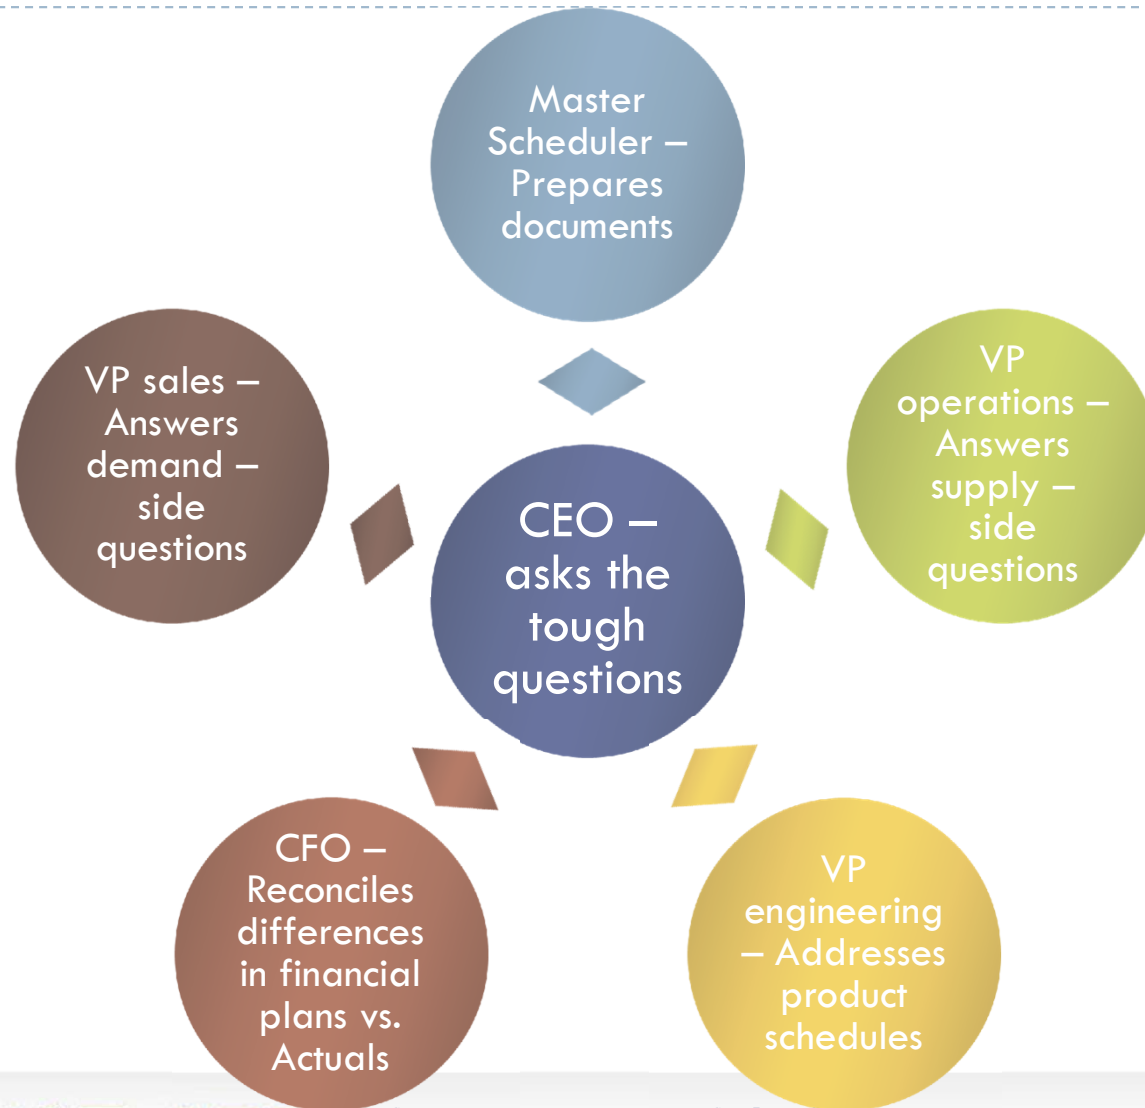 Master
Scheduler –
Prepares
documents
VP sales –
Answers
demand –
side
questions
VP
operations –
Answers
supply –
side
questions
CEO –
asks the
tough
questions
CFO –
Reconciles
differences
in financial
plans vs.
Actuals
VP
engineering
– Addresses
product
schedules